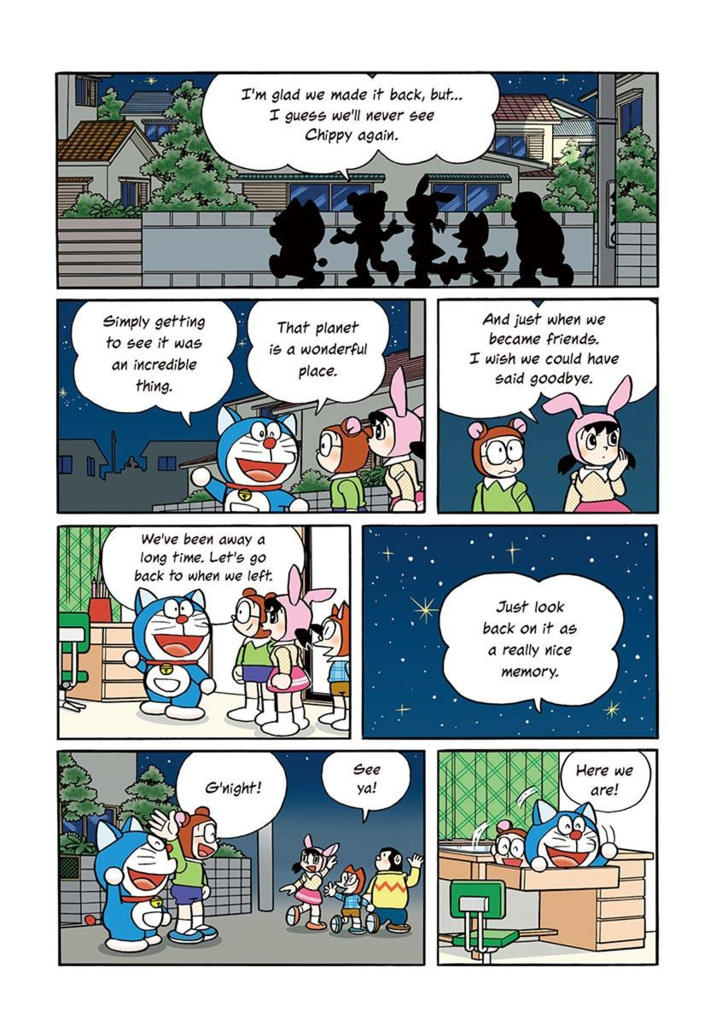 I'm glad we made it back, but...
I guess we'll never see
Chippy again.
Simply getting
to see it was
an incredible
thing.
That planet
is a wonderful
place.
And just when we
became friends.
I wish we could have
said goodbye.
We've been away a
long time. Let's go
back to when we left.
Just look
back on it as
a really nice
memory.
G'night!
See
ya!
Here we
are!